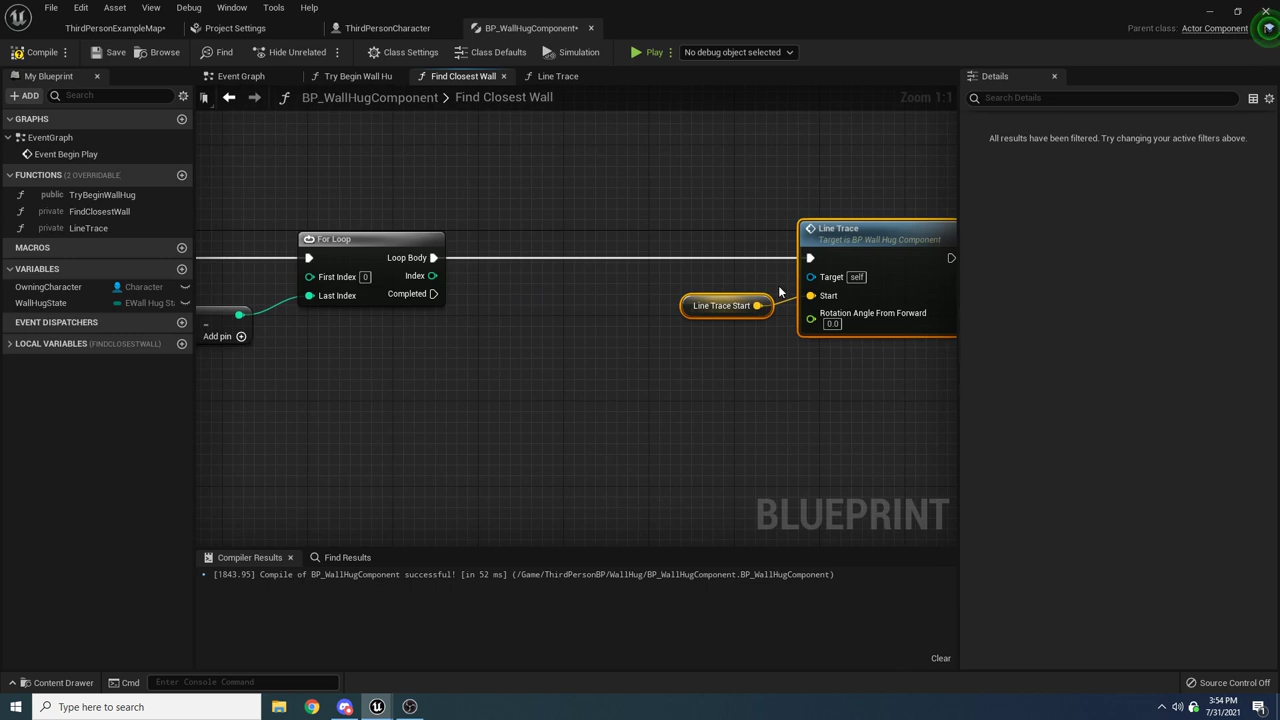 File Edit Asset View Debug Window Tools Help
ThirdPersonExampleMap* Project Settings ThirdPersonCharacter BP_WallHugComponent* Parent class: Actor Component
Compile Save Browse Find Hide Unrelated Class Settings Class Defaults Simulation Play No debug object selected
My Blueprint Event Graph Try Begin Wall Hu Find Closest Wall Line Trace Details
ADD Search BP_WallHugComponent > Find Closest Wall Zoom 1:1 Search Details
GRAPHS
EventGraph
Event Begin Play
FUNCTIONS (2 OVERRIDABLE
public TryBeginWallHug
private FindClosestWall
private LineTrace
MACROS
VARIABLES
OwningCharacter Character
WallHugState EWall Hug St
EVENT DISPATCHERS
LOCAL VARIABLES (FINDCLOSESTWALL)
All results have been filtered. Try changing your active filters above.
Add pin
For Loop
Loop Body
First Index 0 Index
Last Index Completed
Line Trace Start
Line Trace
Target is BP Wall Hug Component
Target self
Start
Rotation Angle From Forward
0.0
BLUEPRINT
Compiler Results Find Results
[1843.95] Compile of BP_WallHugComponent successful! [in 52 ms] (/Game/ThirdPersonBP/WallHug/BP_WallHugComponent.BP_WallHugComponent)
Clear
Content Drawer Cmd Enter Console Command Source Control Off
Type here to search
3:54 PM
7/31/2021